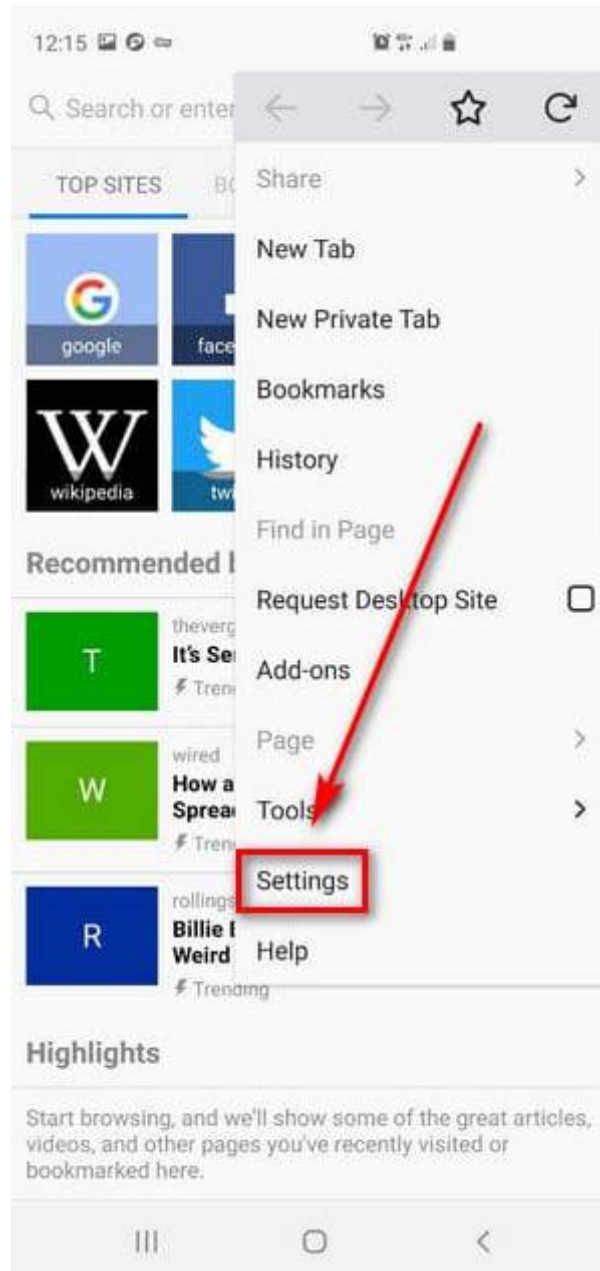 12:15
Search or enter
TOP SITES
Share
New Tab
google
New Private Tab
Bookmarks
W
wikipedia
History
Find in Page
Recommended
Request Desktop Site
T
It's
Add-ons
Page
wired
W
How a
Tools
Settings
R
Billie
Weird
Help
Trending
Highlights
Start browsing, and we'll show some of the great articles,
videos, and other pages you've recently visited or
bookmarked here.